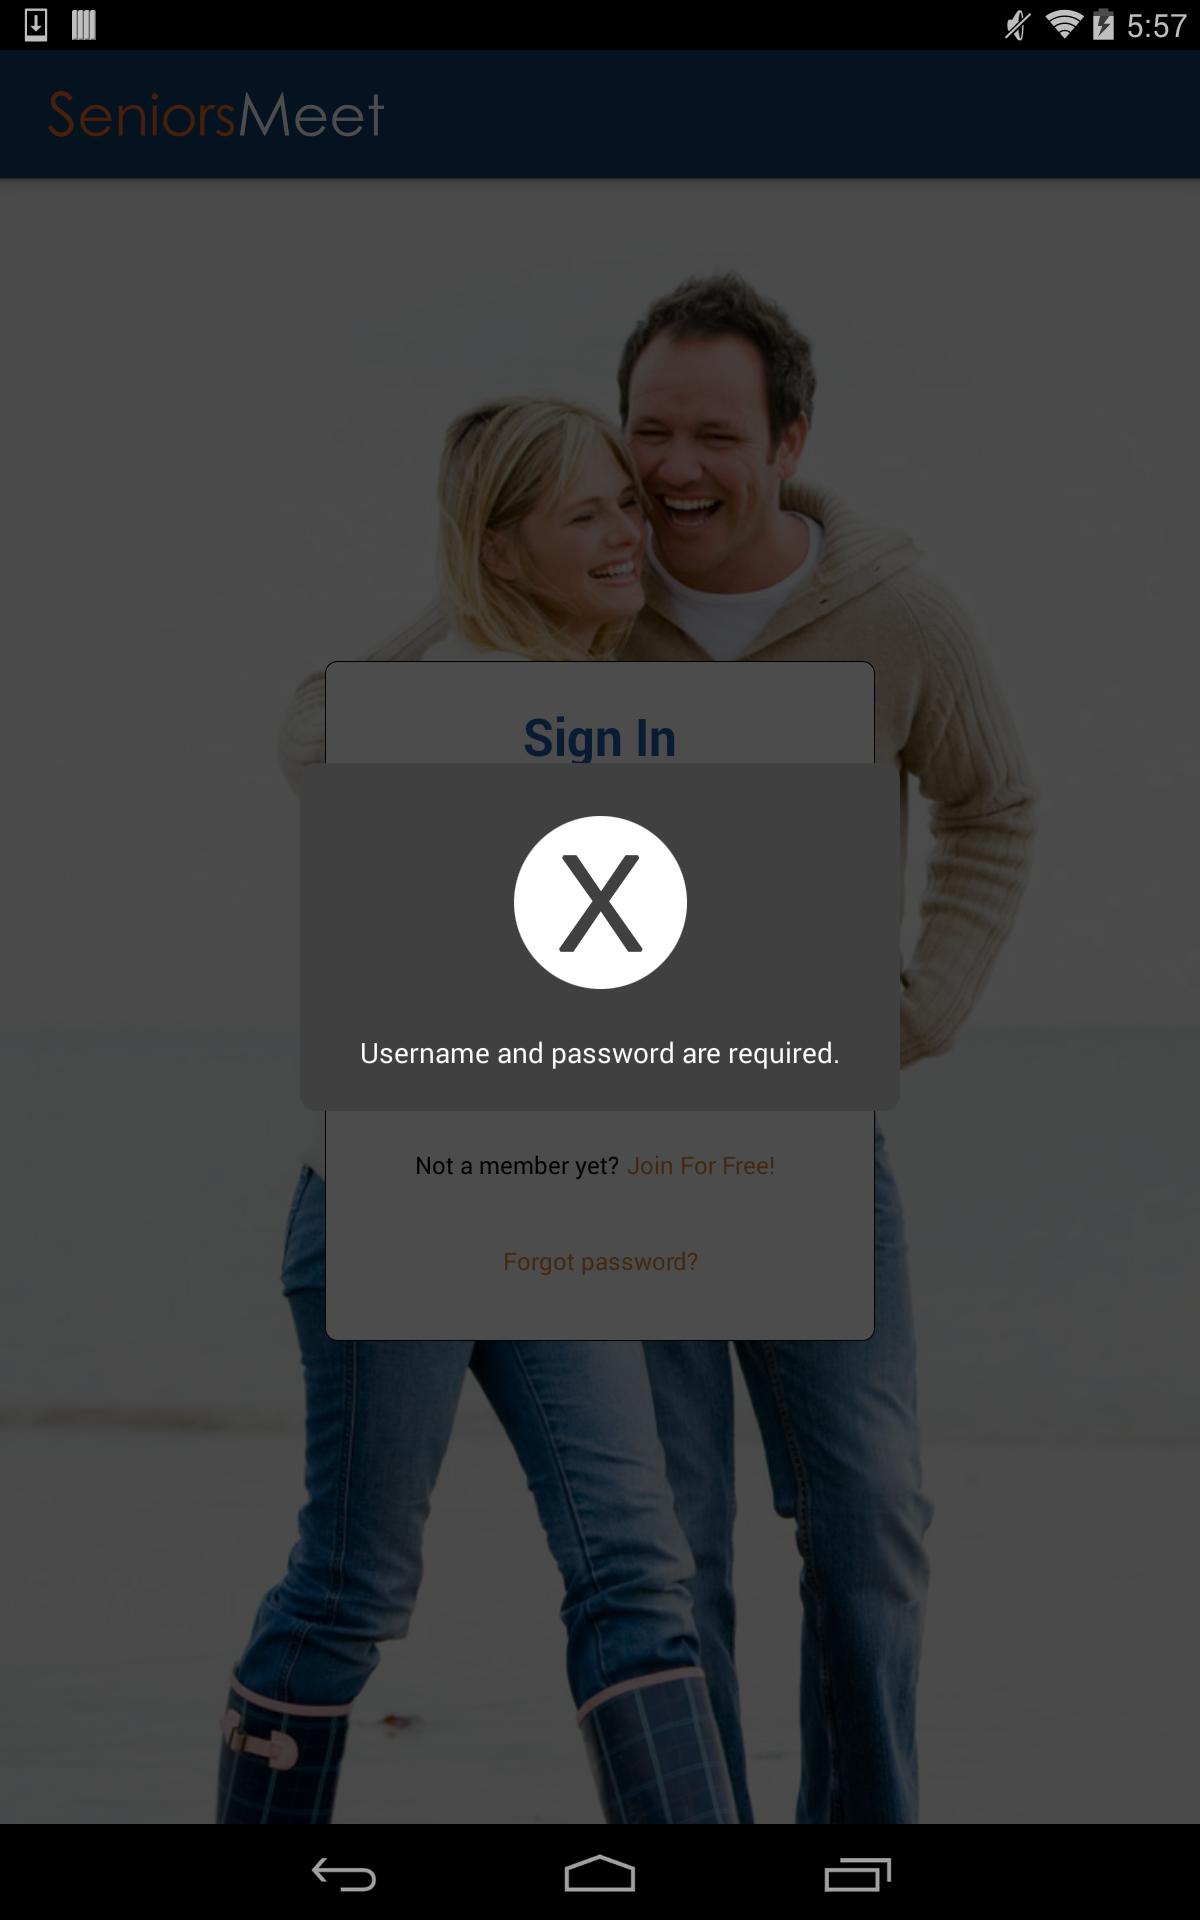 5:57
SeniorsMeet
Sign In
X
Username and password are required.
Not a member yet? Join For Free!
Forgot password?